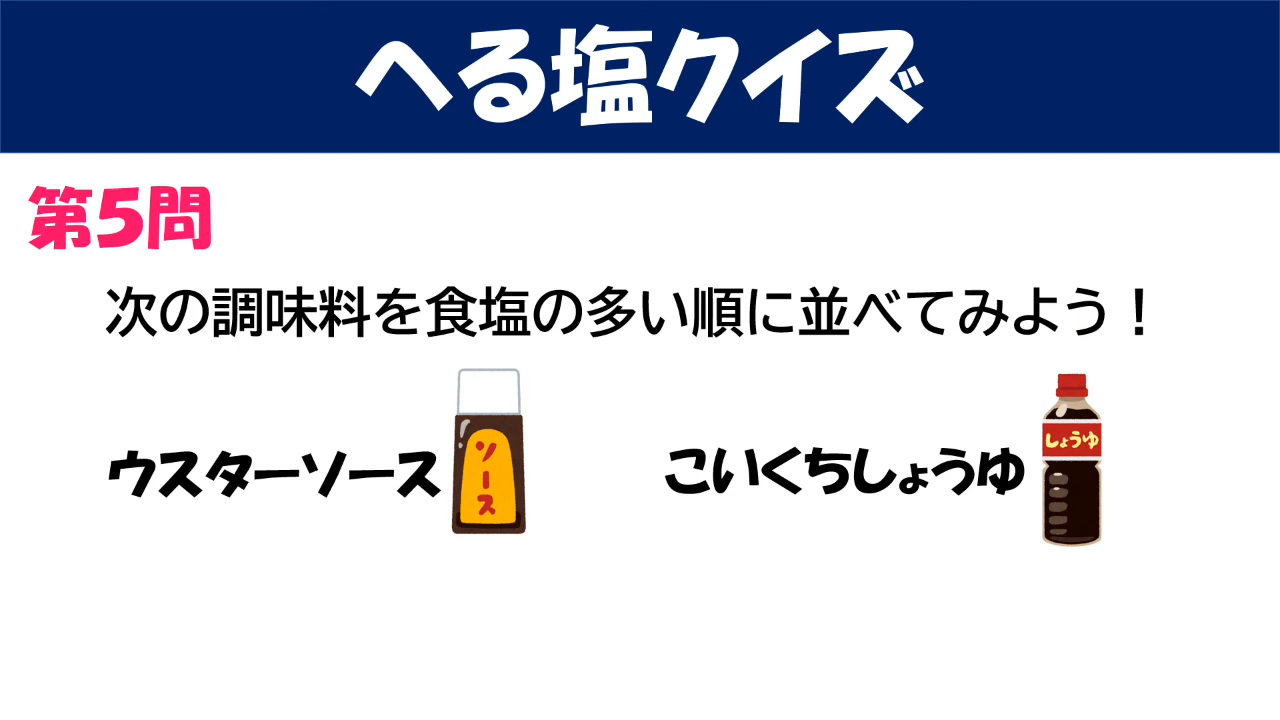 へる塩クイズ
第5問
次の調味料を食塩の多い順に並べてみよう！
ウスターソース
ソース
こいくちしょうゆ
しょうゆ